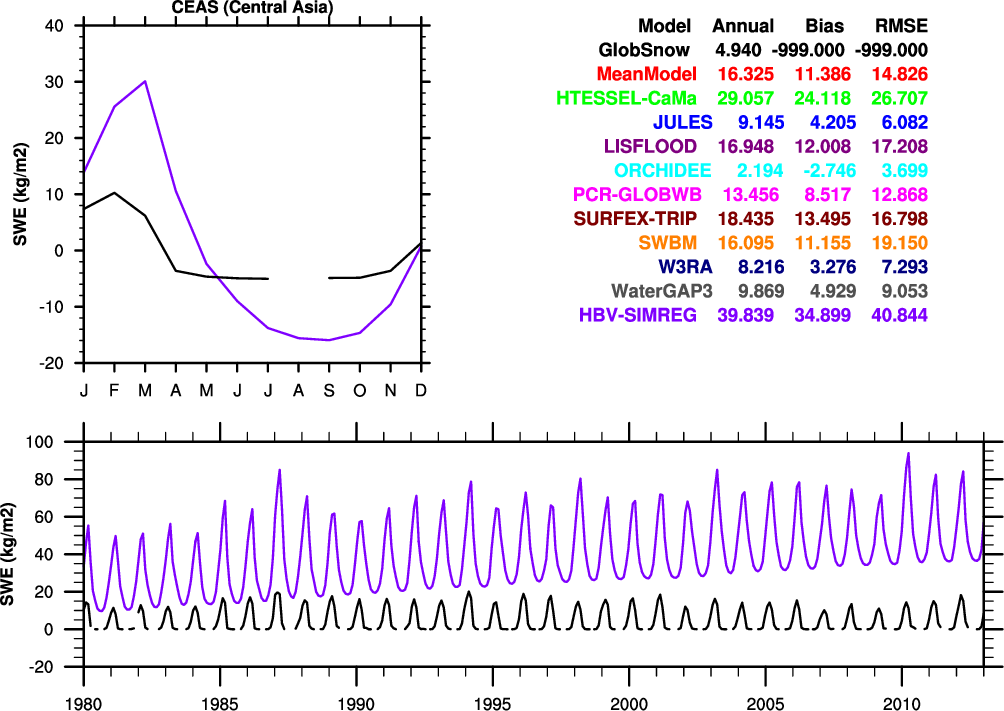 CEAS (Central Asia)
40
30
20
10
0
-10
-20
SWE (kg/m2)
J F M A M J J A S O N D
Model Annual Bias RMSE
GlobSnow 4.940 -999.000 -999.000
MeanModel 16.325 11.386 14.826
HTESSEL-CaMa 29.057 24.118 26.707
JULES 9.145 4.205 6.082
LISFLOOD 16.948 12.008 17.208
ORCHIDEE 2.194 -2.746 3.699
PCR-GLOBWB 13.456 8.517 12.868
SURFEX-TRIP 18.435 13.495 16.798
SWBM 16.095 11.155 19.150
W3RA 8.216 3.276 7.293
WaterGAP3 9.869 4.929 9.053
HBV-SIMREG 39.839 34.899 40.844
100
80
60
40
20
0
-20
SWE (kg/m2)
1980 1985 1990 1995 2000 2005 2010